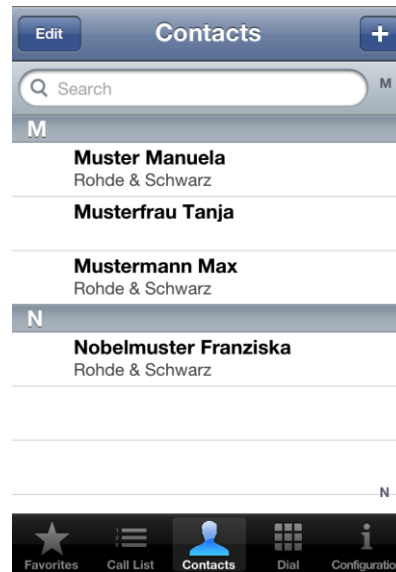 Edit Contacts +
Search M
M
Muster Manuela
Rohde & Schwarz
Musterfrau Tanja
Mustermann Max
Rohde & Schwarz
N
Nobelmuster Franziska
Rohde & Schwarz
N
Favorites Call List Contacts Dial Configuratio